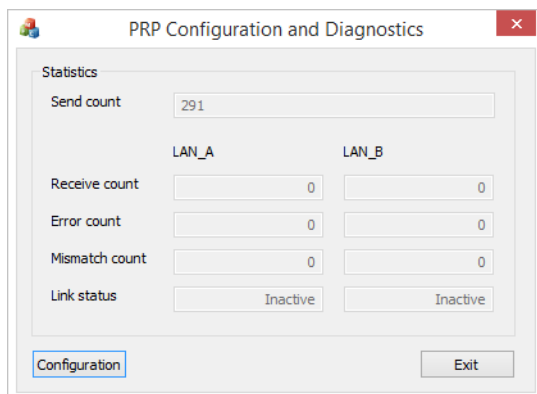 PRP Configuration and Diagnostics
Statistics
Send count 291
LAN_A LAN_B
Receive count 0 0
Error count 0 0
Mismatch count 0 0
Link status Inactive Inactive
Configuration Exit